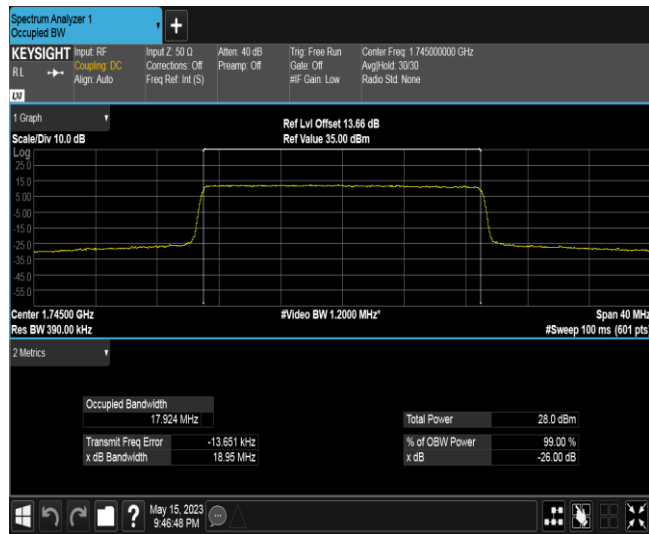 Spectrum Analyzer 1
Occupied BW
KEYSIGHT Input: RF Input Z: 50 Ω Atten: 40 dB Trig: Free Run Center Freq: 1.745000000 GHz
RL Coupling: DC Corrections: Off Preamp: Off Gate: Off Avg|Hold: 30/30
Align: Auto Freq Ref: Int (S) #IF Gain: Low Radio Std: None
LXI
1 Graph
Ref Lvl Offset 13.66 dB
Scale/Div 10.0 dB Ref Value 35.00 dBm
Log
25.0
15.0
5.00
-5.00
-15.0
-25.0
-35.0
-45.0
-55.0
Center 1.74500 GHz #Video BW 1.2000 MHz* Span 40 MHz
Res BW 390.00 kHz #Sweep 100 ms (601 pts)
2 Metrics
Occupied Bandwidth
17.924 MHz Total Power 28.0 dBm
Transmit Freq Error -13.651 kHz % of OBW Power 99.00 %
x dB Bandwidth 18.95 MHz x dB -26.00 dB
? May 15, 2023
9:46:48 PM